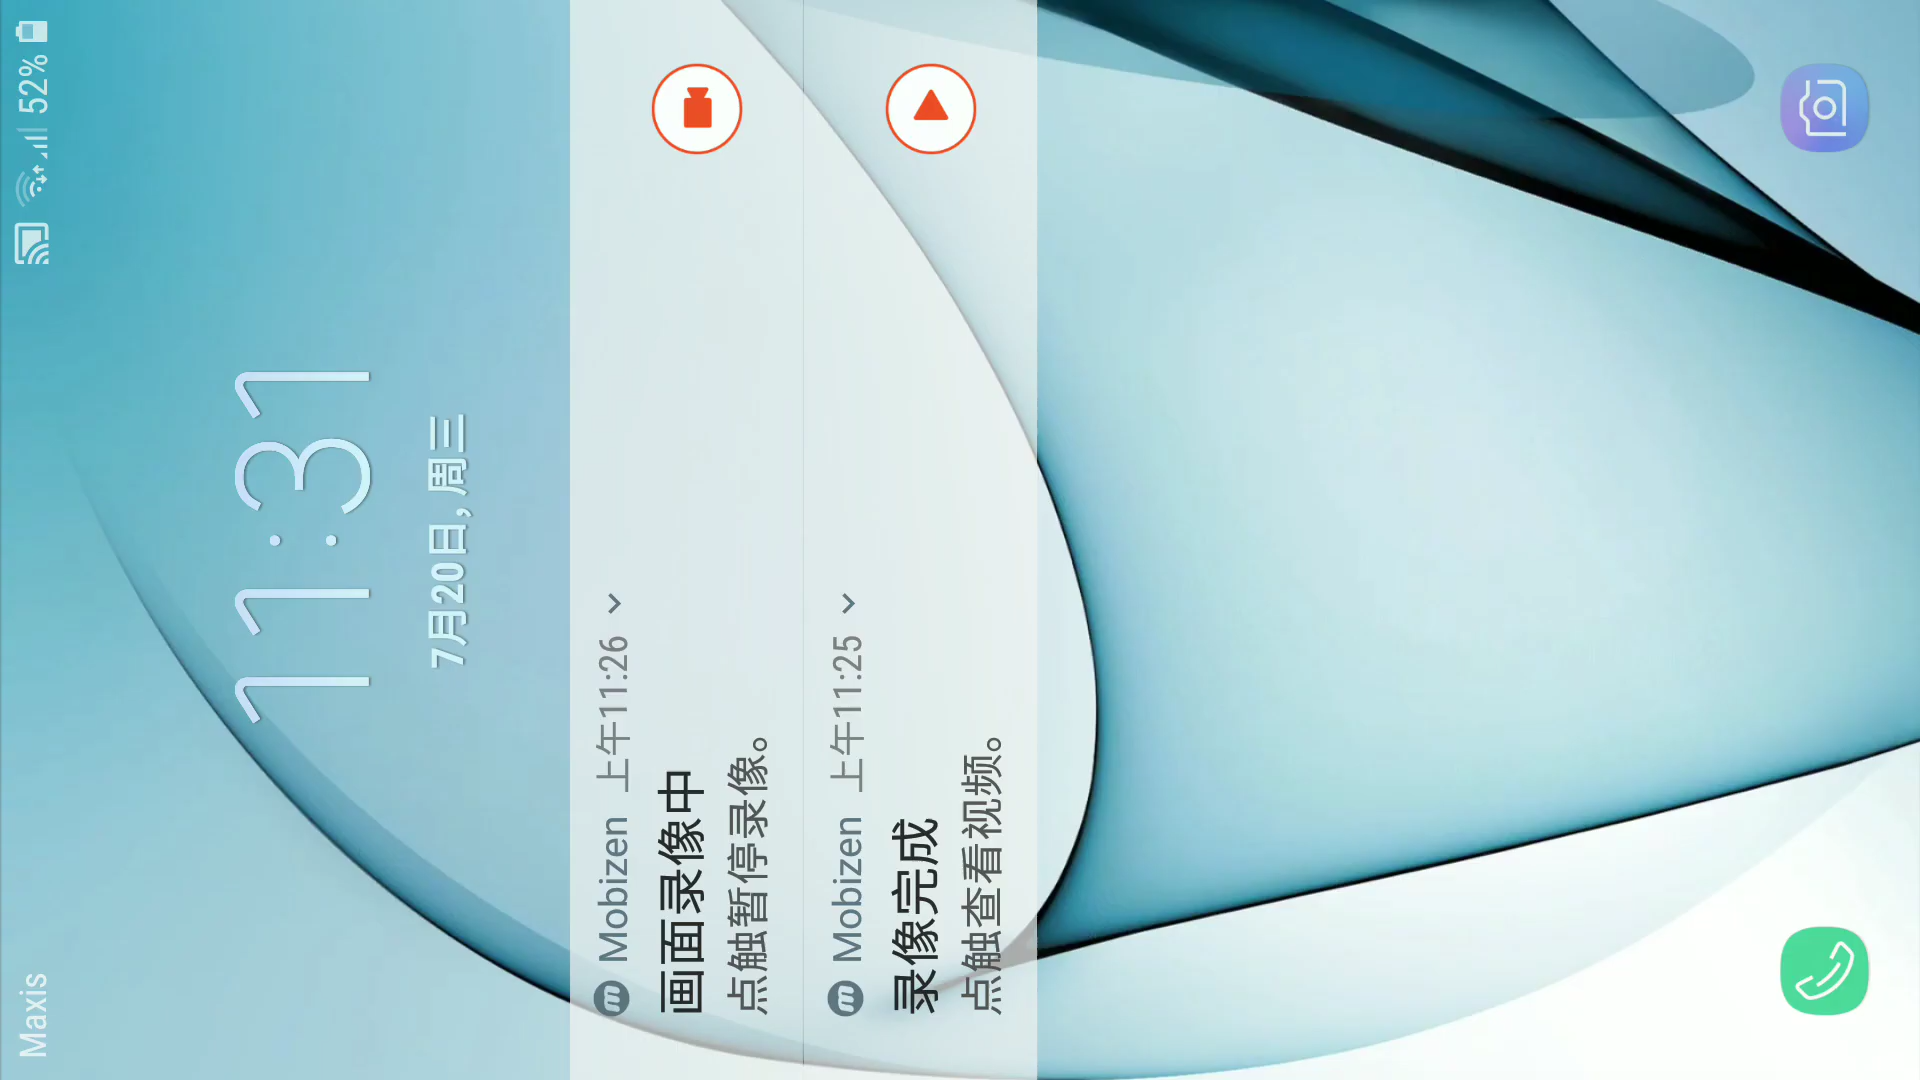 Maxis 52%
11:31
7月20日, 周三
Mobizen 上午11:26
画面录像中
点触暂停录像。
Mobizen 上午11:25
录像完成
点触查看视频。